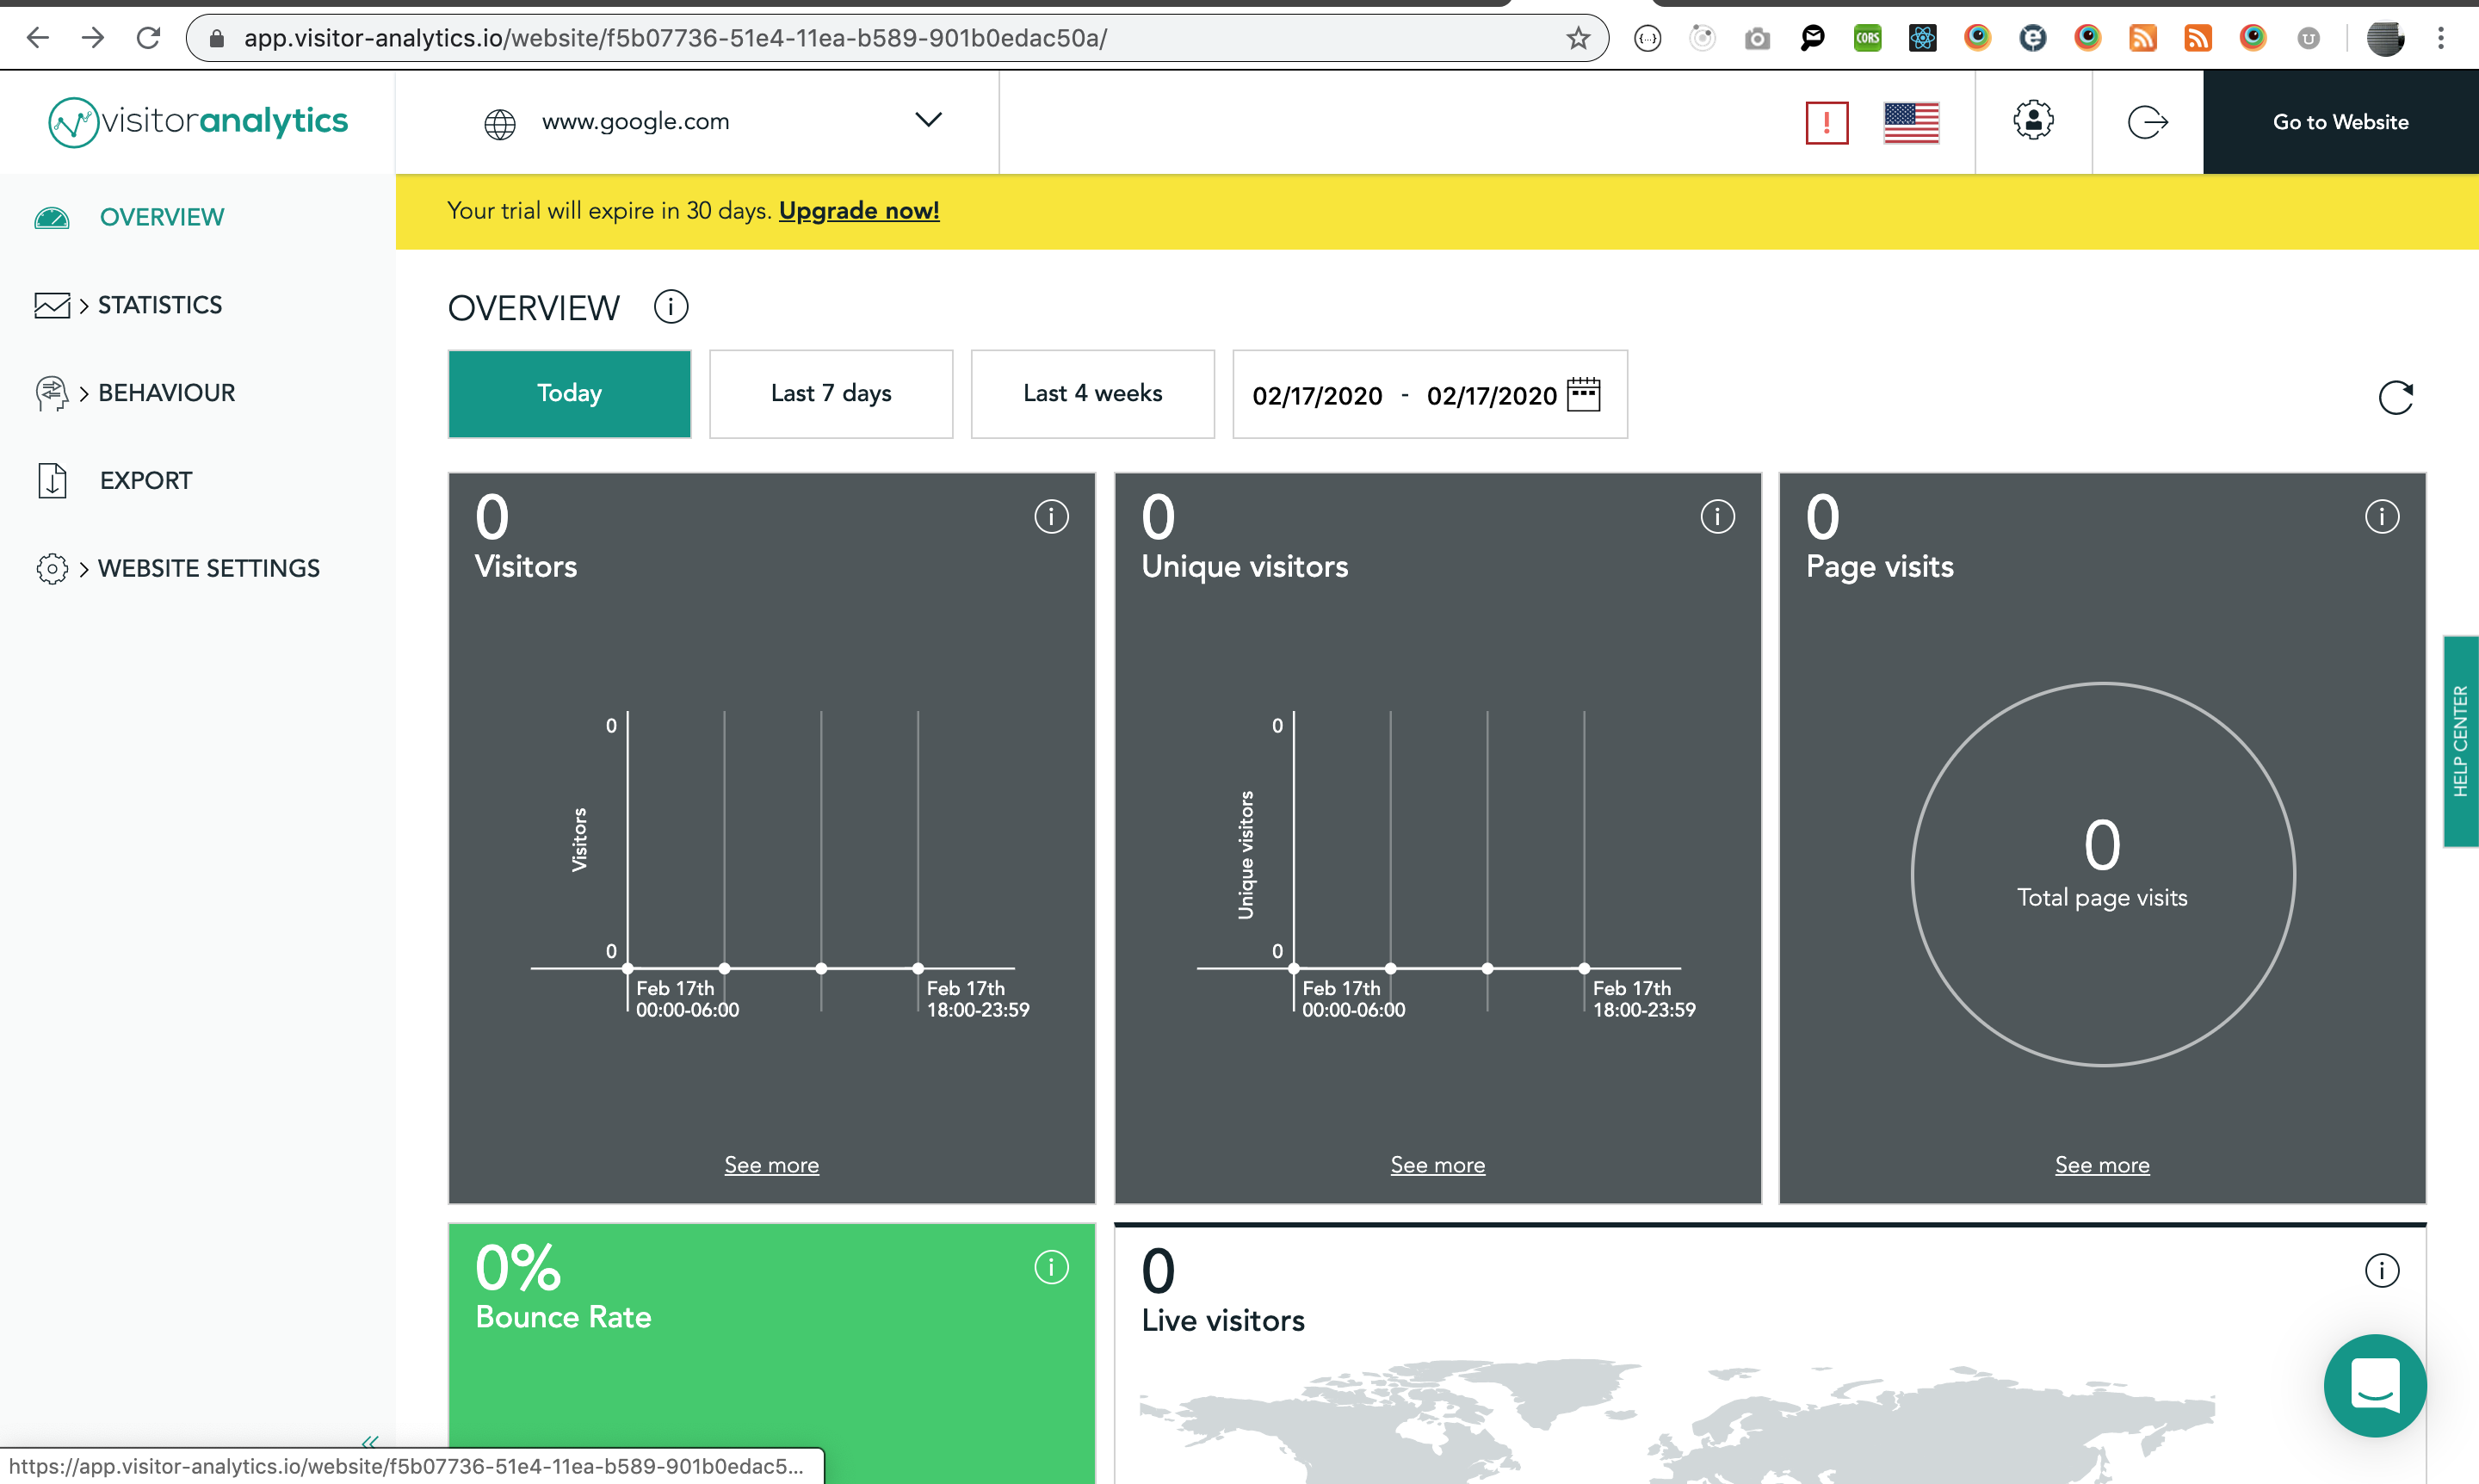 app.visitor-analytics.io/website/f5b07736-51e4-11ea-b589-901b0edac50a/
{...}
CORS
visitoranalytics
www.google.com
!
Go to Website
Your trial will expire in 30 days. Upgrade now!
OVERVIEW
> STATISTICS
> BEHAVIOUR
EXPORT
> WEBSITE SETTINGS
OVERVIEW i
Today
Last 7 days
Last 4 weeks
02/17/2020 - 02/17/2020
0
Visitors
i
Visitors
0
0
Feb 17th
00:00-06:00
Feb 17th
18:00-23:59
See more
0
Unique visitors
i
Unique visitors
0
0
Feb 17th
00:00-06:00
Feb 17th
18:00-23:59
See more
0
Page visits
i
0
Total page visits
See more
HELP CENTER
0%
Bounce Rate
i
0
Live visitors
i
https://app.visitor-analytics.io/website/f5b07736-51e4-11ea-b589-901b0edac5...